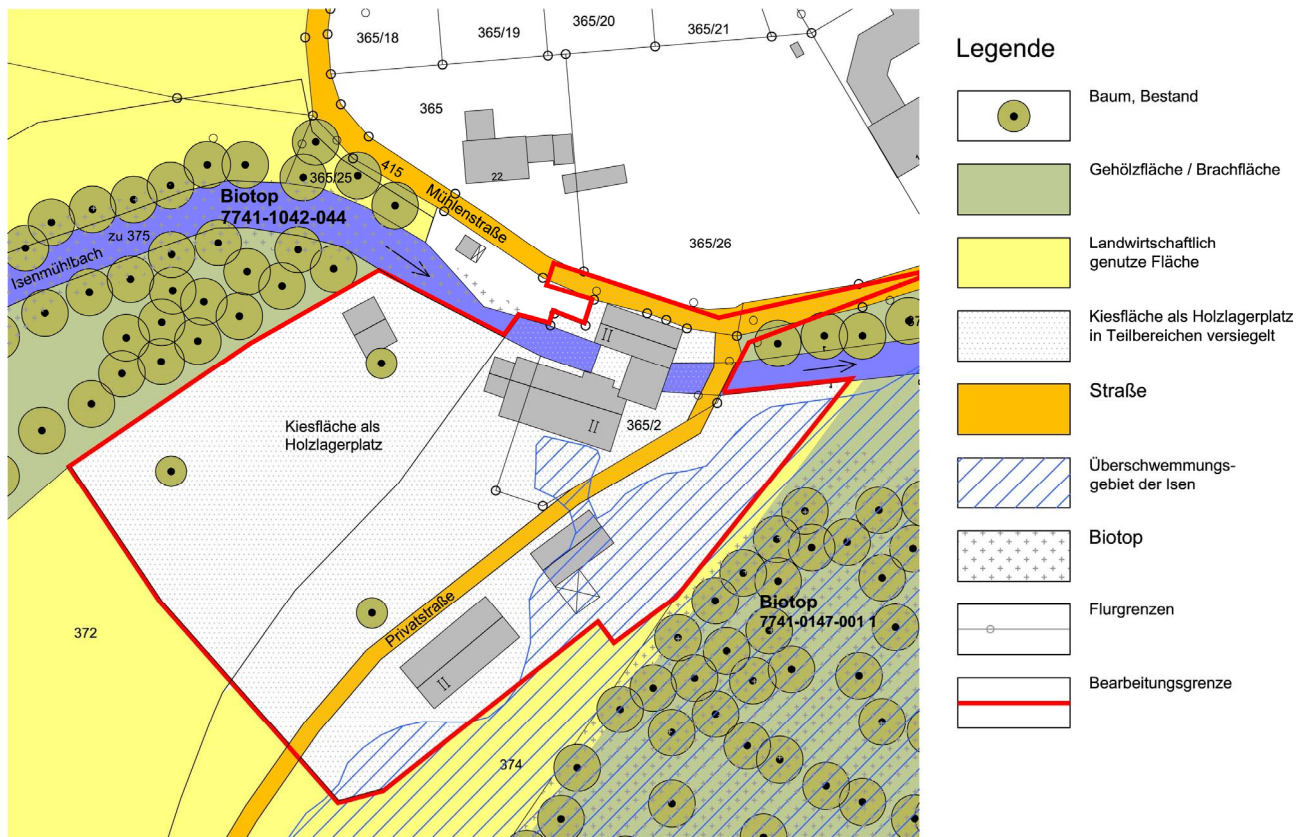 365/18
365/19
365/20
365/21
365
415
22
365/25
Mühlenstraße
Biotop
7741-1042-044
zu 375
Isenmühlbach
365/26
II
II
365/2
Kiesfläche als
Holzlagerplatz
Privatstraße
II
372
374
Biotop
7741-0147-001 1
Legende
Baum, Bestand
Gehölzfläche / Brachfläche
Landwirtschaftlich
genutze Fläche
Kiesfläche als Holzlagerplatz
in Teilbereichen versiegelt
Straße
Überschwemmungs-
gebiet der Isen
Biotop
Flurgrenzen
Bearbeitungsgrenze